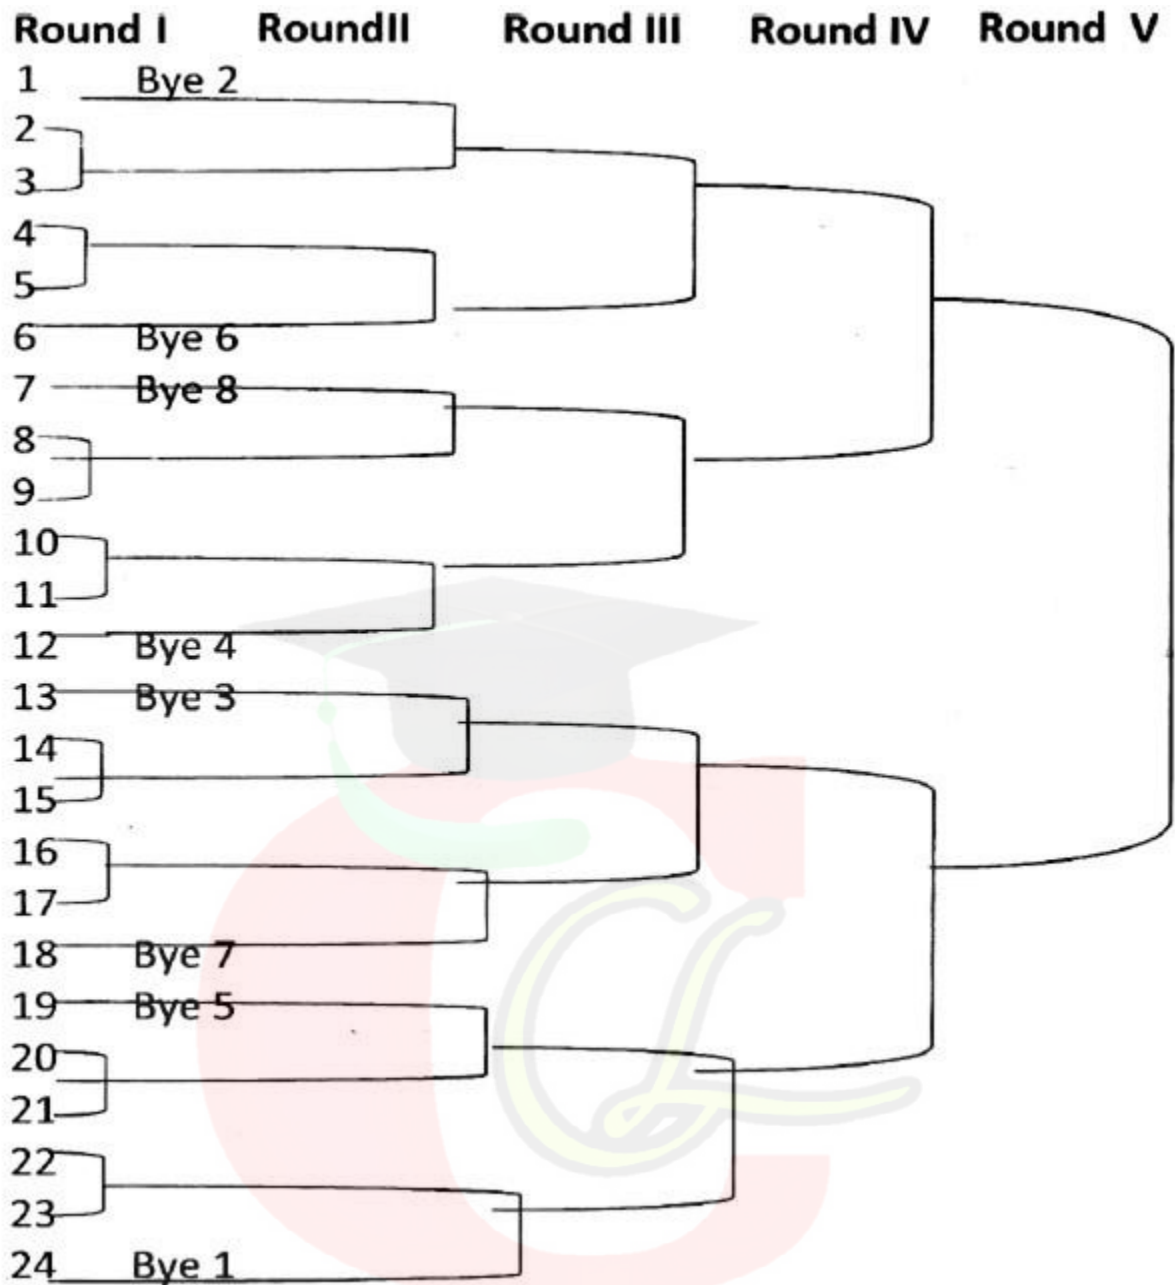 Round I RoundII Round III Round IV Round V
1 Bye 2
2
3
4
5
6 Bye 6
7 Bye 8
8
9
10
11
12 Bye 4
13 Bye 3
14
15
16
17
18 Bye 7
19 Bye 5
20
21
22
23
24 Bye 1
CL